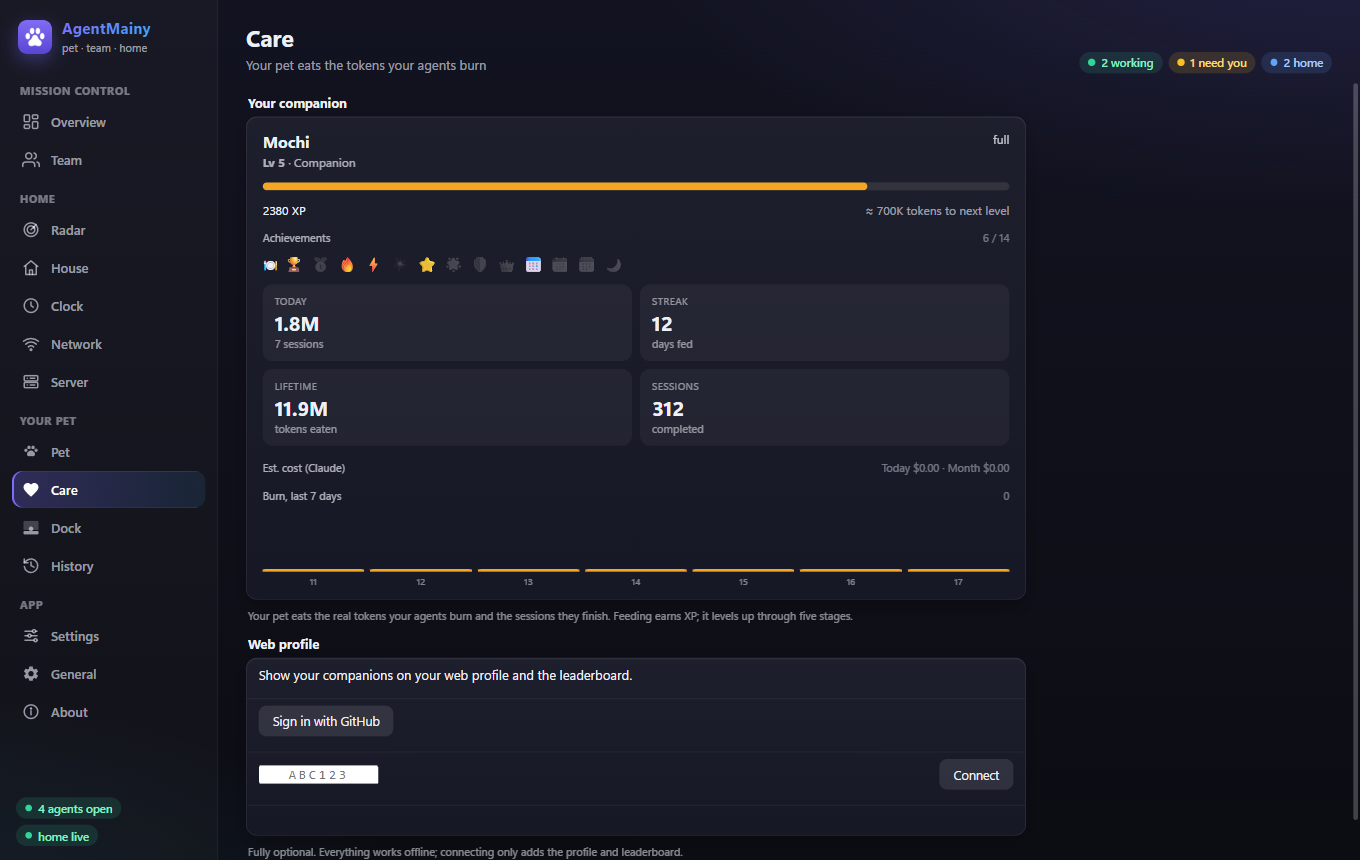 AgentMainy
pet · team · home
MISSION CONTROL
Overview
Team
HOME
Radar
House
Clock
Network
Server
YOUR PET
Pet
Care
Dock
History
APP
Settings
General
About
4 agents open
home live
Care
Your pet eats the tokens your agents burn
2 working
1 need you
2 home
Your companion
Mochi
full
Lv 5 · Companion
2380 XP
≈ 700K tokens to next level
Achievements
6 / 14
TODAY
1.8M
7 sessions
STREAK
12
days fed
LIFETIME
11.9M
tokens eaten
SESSIONS
312
completed
Est. cost (Claude)
Today $0.00 · Month $0.00
Burn, last 7 days
0
11 12 13 14 15 16 17
Your pet eats the real tokens your agents burn and the sessions they finish. Feeding earns XP; it levels up through five stages.
Web profile
Show your companions on your web profile and the leaderboard.
Sign in with GitHub
ABC123
Connect
Fully optional. Everything works offline; connecting only adds the profile and leaderboard.